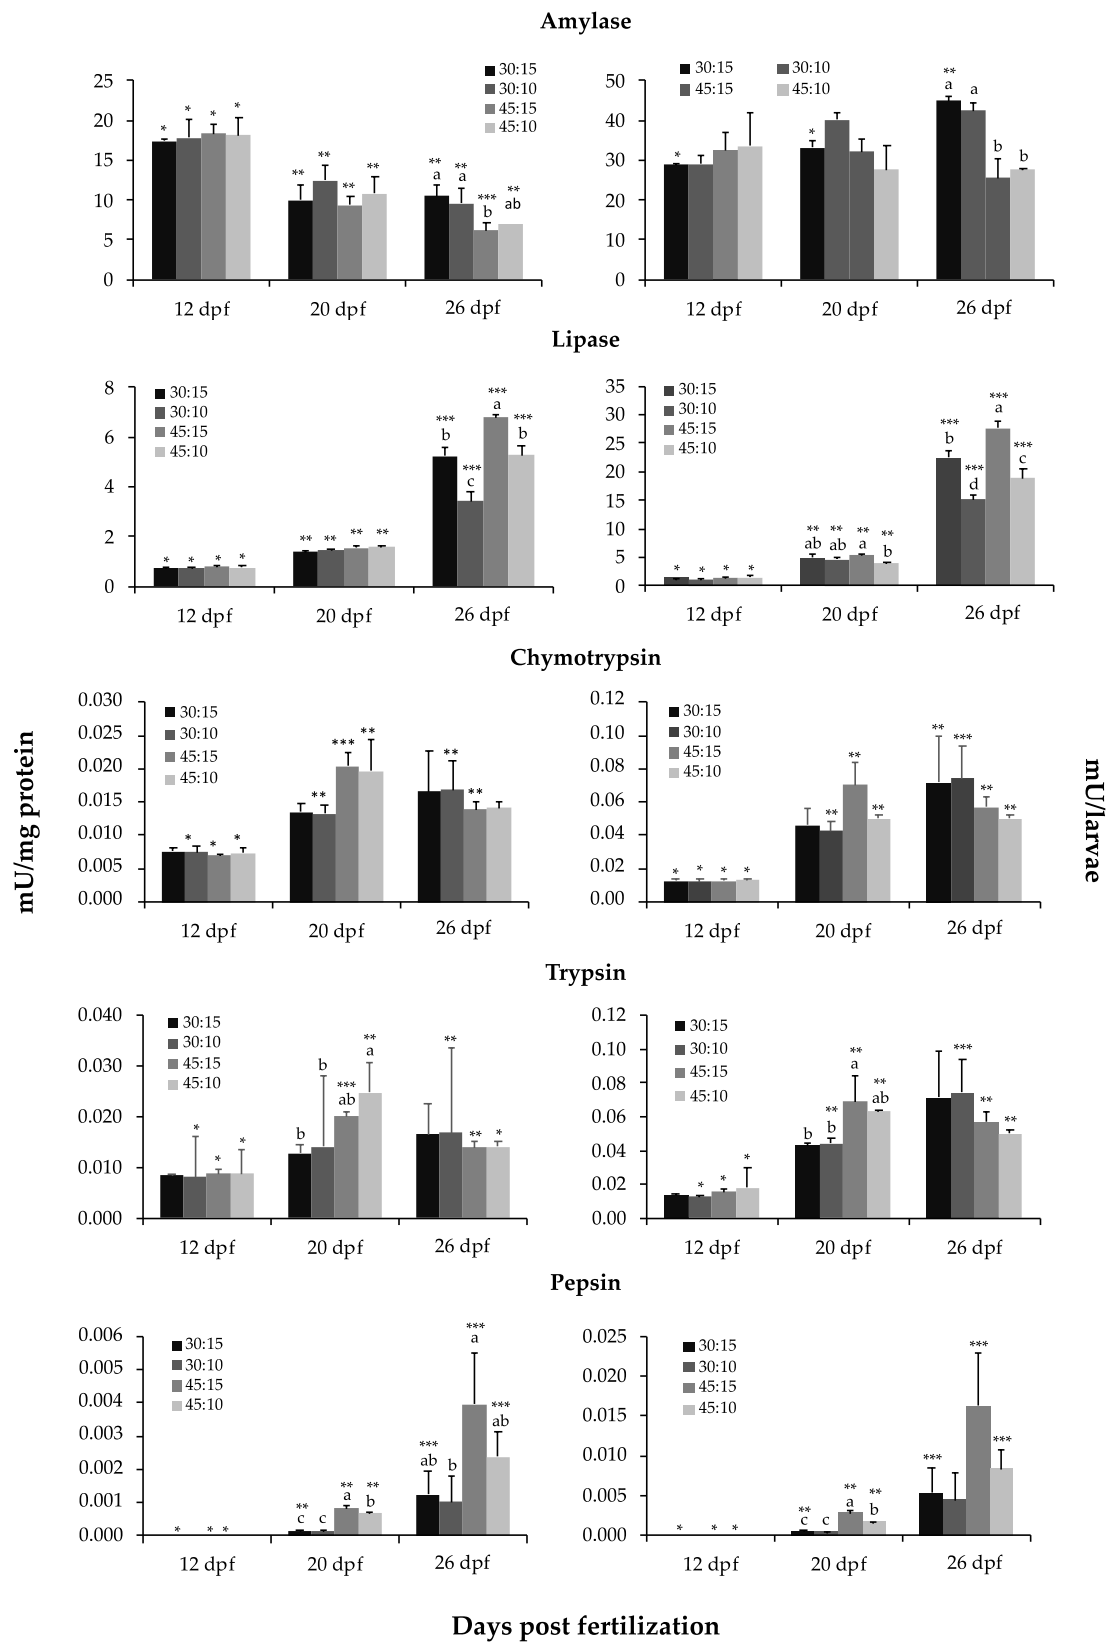 Amylase
30:15
30:10
45:15
45:10
25
20
15
10
5
0
* * * *
** ** ** **
** ** *** **
a a b ab
12 dpf 20 dpf 26 dpf
30:15 30:10
45:15 45:10
50
40
30
20
10
0
* * **
a a b b
12 dpf 20 dpf 26 dpf
Lipase
30:15
30:10
45:15
45:10
8
6
4
2
0
* * * *
** ** ** **
*** *** *** ***
b c a b
12 dpf 20 dpf 26 dpf
30:15
30:10
45:15
45:10
35
30
25
20
15
10
5
0
* * * *
** ** ** **
ab ab a b
*** *** *** ***
b d a c
12 dpf 20 dpf 26 dpf
Chymotrypsin
mU/mg protein
30:15
30:10
45:15
45:10
0.030
0.025
0.020
0.015
0.010
0.005
0.000
* * *
** *** **
** **
12 dpf 20 dpf 26 dpf
30:15
30:10
45:15
45:10
0.12
0.10
0.08
0.06
0.04
0.02
0.00
* * * *
** ** **
** *** ** **
12 dpf 20 dpf 26 dpf
mU/larvae
Trypsin
30:15
30:10
45:15
45:10
0.040
0.030
0.020
0.010
0.000
* * *
*** **
b b ab a
** ** *
12 dpf 20 dpf 26 dpf
30:15
30:10
45:15
45:10
0.12
0.10
0.08
0.06
0.04
0.02
0.00
* * *
** ** **
b b a ab
*** ** **
12 dpf 20 dpf 26 dpf
Pepsin
30:15
30:10
45:15
45:10
0.006
0.005
0.004
0.003
0.002
0.001
0.000
* * *
** ** **
c c a b
*** *** ***
ab b a ab
12 dpf 20 dpf 26 dpf
30:15
30:10
45:15
45:10
0.025
0.020
0.015
0.010
0.005
0.000
* * *
** ** **
c c a b
*** *** ***
12 dpf 20 dpf 26 dpf
Days post fertilization